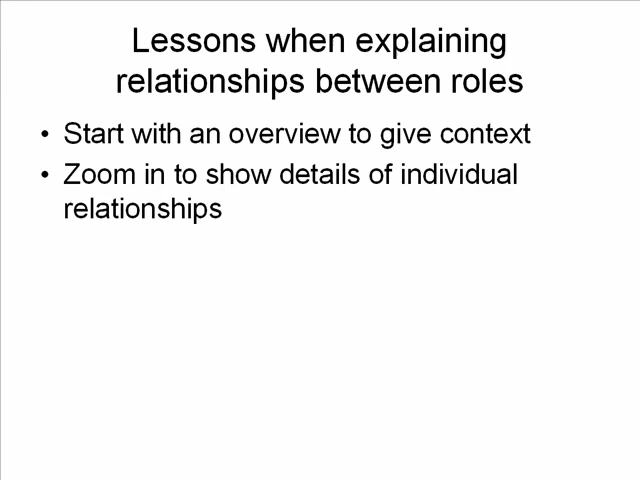 Lessons when explaining
relationships between roles
• Start with an overview to give context
• Zoom in to show details of individual
relationships